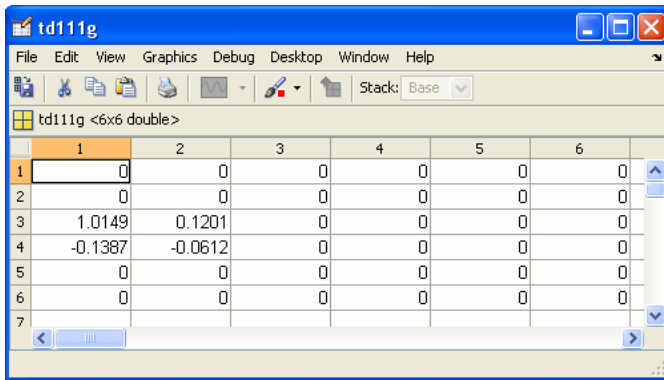 td111g
File Edit View Graphics Debug Desktop Window Help
Stack: Base
td111g <6x6 double>
1 2 3 4 5 6
1 0 0 0 0 0 0
2 0 0 0 0 0 0
3 1.0149 0.1201 0 0 0 0
4 -0.1387 -0.0612 0 0 0 0
5 0 0 0 0 0 0
6 0 0 0 0 0 0
7